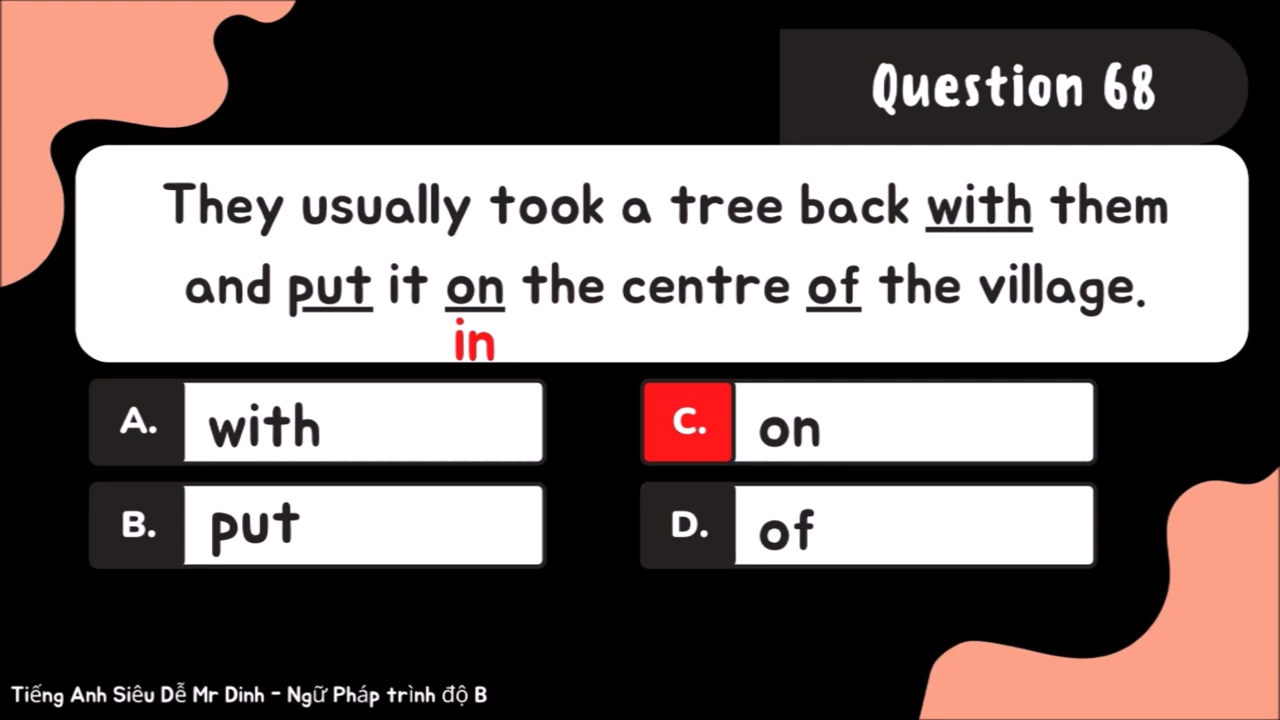 Question 68
They usually took a tree back with them
and put it on the centre of the village.
in
A. with
C. on
B. put
D. of
Tiếng Anh Siêu Dễ Mr Dinh - Ngữ Pháp trình độ B